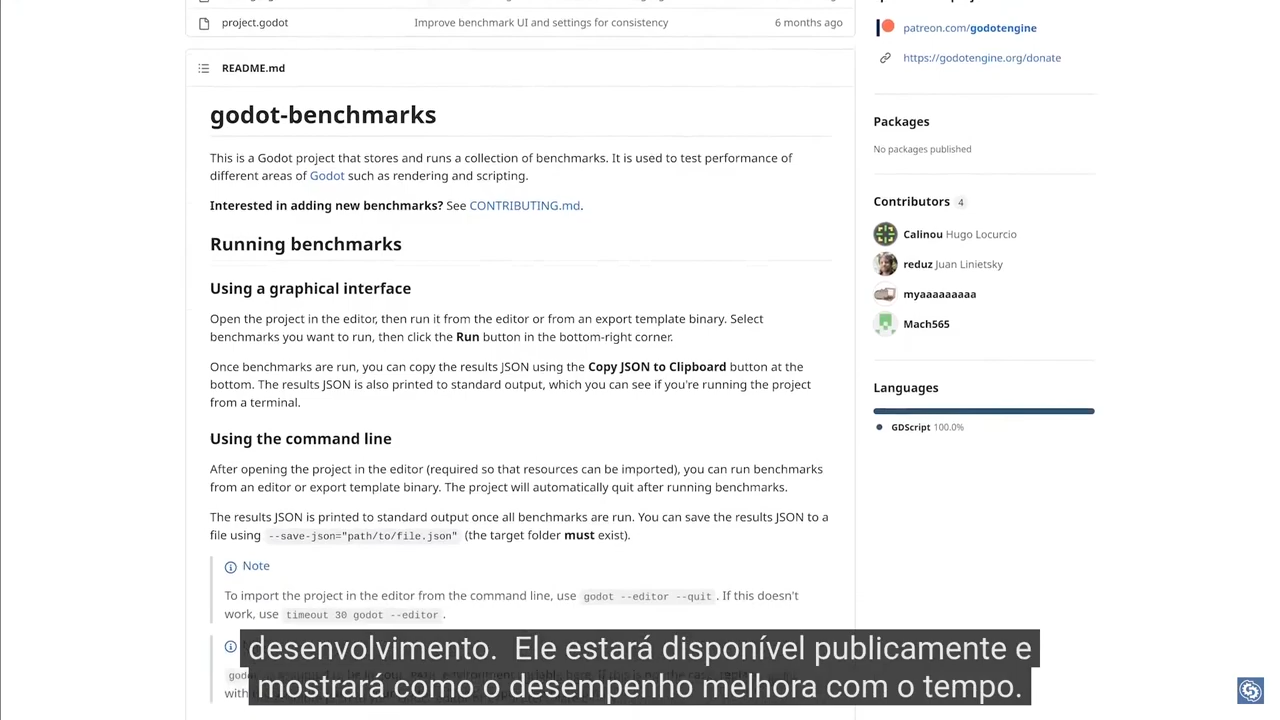 project.godot Improve benchmark UI and settings for consistency 6 months ago
README.md
godot-benchmarks
This is a Godot project that stores and runs a collection of benchmarks. It is used to test performance of
different areas of Godot such as rendering and scripting.
Interested in adding new benchmarks? See CONTRIBUTING.md.
Running benchmarks
Using a graphical interface
Open the project in the editor, then run it from the editor or from an export template binary. Select
benchmarks you want to run, then click the Run button in the bottom-right corner.
Once benchmarks are run, you can copy the results JSON using the Copy JSON to Clipboard button at the
bottom. The results JSON is also printed to standard output, which you can see if you're running the project
from a terminal.
Using the command line
After opening the project in the editor (required so that resources can be imported), you can run benchmarks
from an editor or export template binary. The project will automatically quit after running benchmarks.
The results JSON is printed to standard output once all benchmarks are run. You can save the results JSON to a
file using --save-json="path/to/file.json" (the target folder must exist).
Note
To import the project in the editor from the command line, use godot --editor --quit. If this doesn't
work, use timeout 30 godot --editor.
patreon.com/godotengine
https://godotengine.org/donate
Packages
No packages published
Contributors 4
Calinou Hugo Locurcio
reduz Juan Linietsky
myaaaaaaaaa
Mach565
Languages
GDScript 100.0%
desenvolvimento. Ele estará disponível publicamente e
mostrará como o desempenho melhora com o tempo.